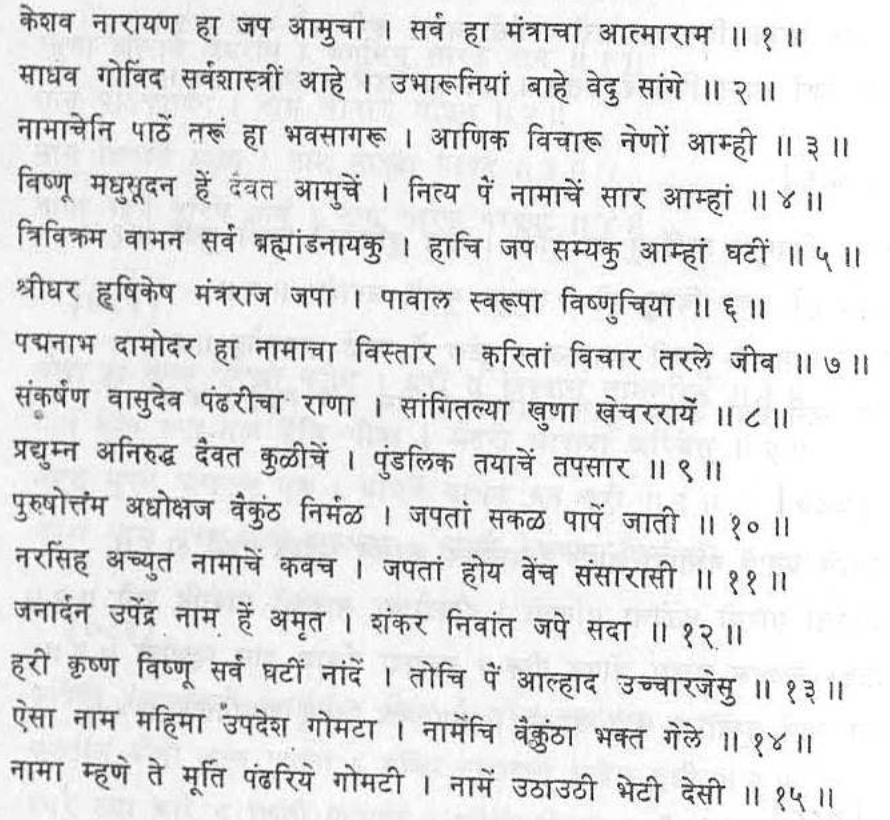 केशव नारायण हा जप आमुचा । सर्व हा मंत्राचा आत्माराम ॥ १ ॥
माधव गोविंद सर्वशास्त्रीं आहे । उभारूनियां बाहे वेदु सांगे ॥ २ ॥
नामाचेनि पाठें तरूं हा भवसागरू । आणिक विचारू नेणों आम्ही ॥ ३ ॥
विष्णू मधुसूदन हें दैवत आमुचें । नित्य पैं नामाचें सार आम्हां ॥ ४ ॥
त्रिविक्रम वामन सर्व ब्रह्मांडनायकु । हाचि जप सम्यकु आम्हां घटीं ॥ ५ ॥
श्रीधर हृषिकेष मंत्रराज जपा । पावाल स्वरूपा विष्णुचिया ॥ ६ ॥
पद्मनाभ दामोदर हा नामाचा विस्तार । करितां विचार तरले जीव ॥ ७ ॥
संकर्षण वासुदेव पंढरीचा राणा । सांगितल्या खुणा खेचररायें ॥ ८ ॥
प्रद्युम्न अनिरुद्ध दैवत कुळीचें । पुंडलिक तयाचें तपसार ॥ ९ ॥
पुरुषोत्तम अधोक्षज वैकुंठ निर्मळ । जपतां सकळ पापें जाती ॥ १० ॥
नरसिंह अच्युत नामाचें कवच । जपतां होय वेंच संसारासी ॥ ११ ॥
जनार्दन उपेंद्र नाम हें अमृत । शंकर निवांत जपे सदा ॥ १२ ॥
हरी कृष्ण विष्णू सर्व घटीं नांदें । तोचि पैं आल्हाद उच्चारजेसु ॥ १३ ॥
ऐसा नाम महिमा उपदेश गोमटा । नामेंचि वैकुंठा भक्त गेले ॥ १४ ॥
नामा म्हणे ते मूर्ति पंढरिये गोमटी । नामें उठाउठी भेटी देसी ॥ १५ ॥